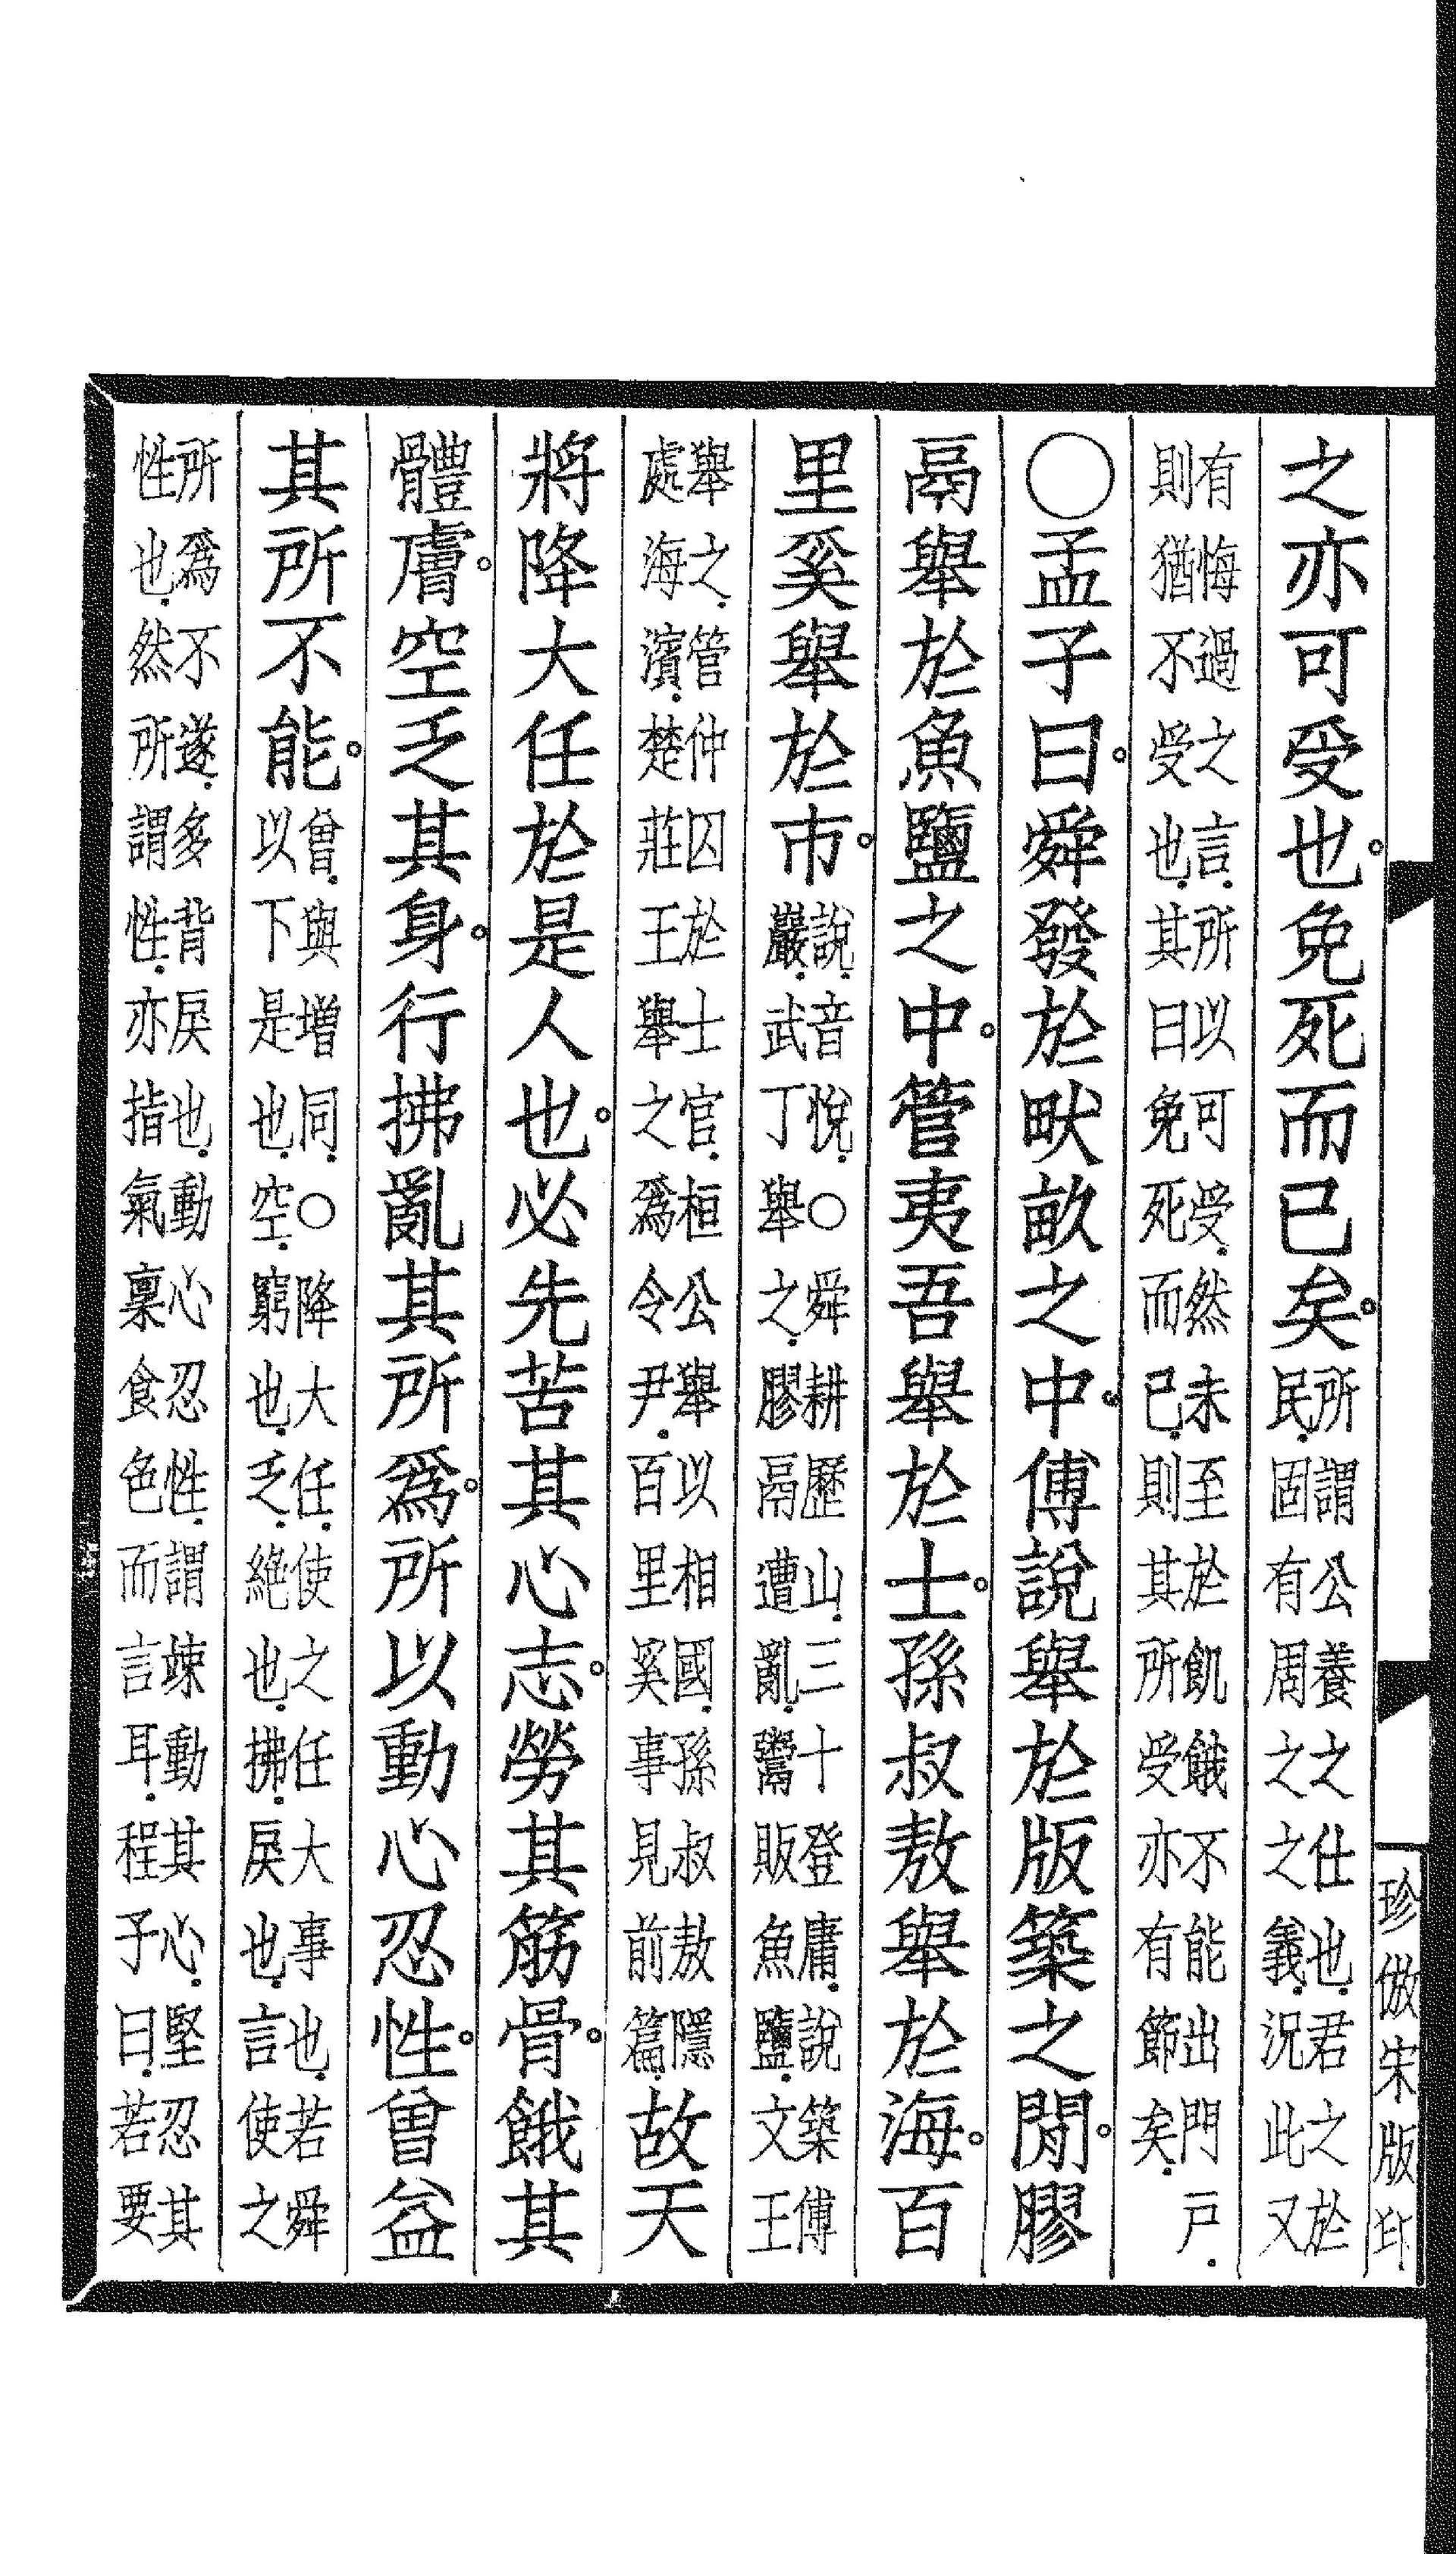 珍倣宋版印
之亦可受也。免死而已矣。所謂公養之仕也.君之於
民.固有周之之義.況此又
有悔過之言.所以可受.然未至於飢餓不能出門戶.
則猶不受也.其曰免死而已.則其所受亦有節矣.
○孟子曰。舜發於畎畝之中。傅說舉於版築之閒。膠
鬲舉於魚鹽之中。管夷吾舉於士。孫叔敖舉於海。百
里奚舉於市。說.音悅.○舜耕歷山.三十登庸.說築傅
巖.武丁舉之.膠鬲遭亂.鬻販魚鹽.文王
舉之.管仲囚於士官.桓公舉以相國.孫叔敖隱
處海濱.楚莊王舉之爲令尹.百里奚事見前篇.故天
將降大任於是人也。必先苦其心志。勞其筋骨。餓其
體膚。空乏其身。行拂亂其所爲。所以動心忍性。曾益
其所不能。曾.與增同.○降大任.使之任大事也.若舜
以下是也.空.窮也.乏.絕也.拂.戾也.言使之
所爲不遂.多背戾也.動心忍性.謂竦動其心.堅忍其
性也.然所謂性.亦指氣稟食色而言耳.程子曰.若要